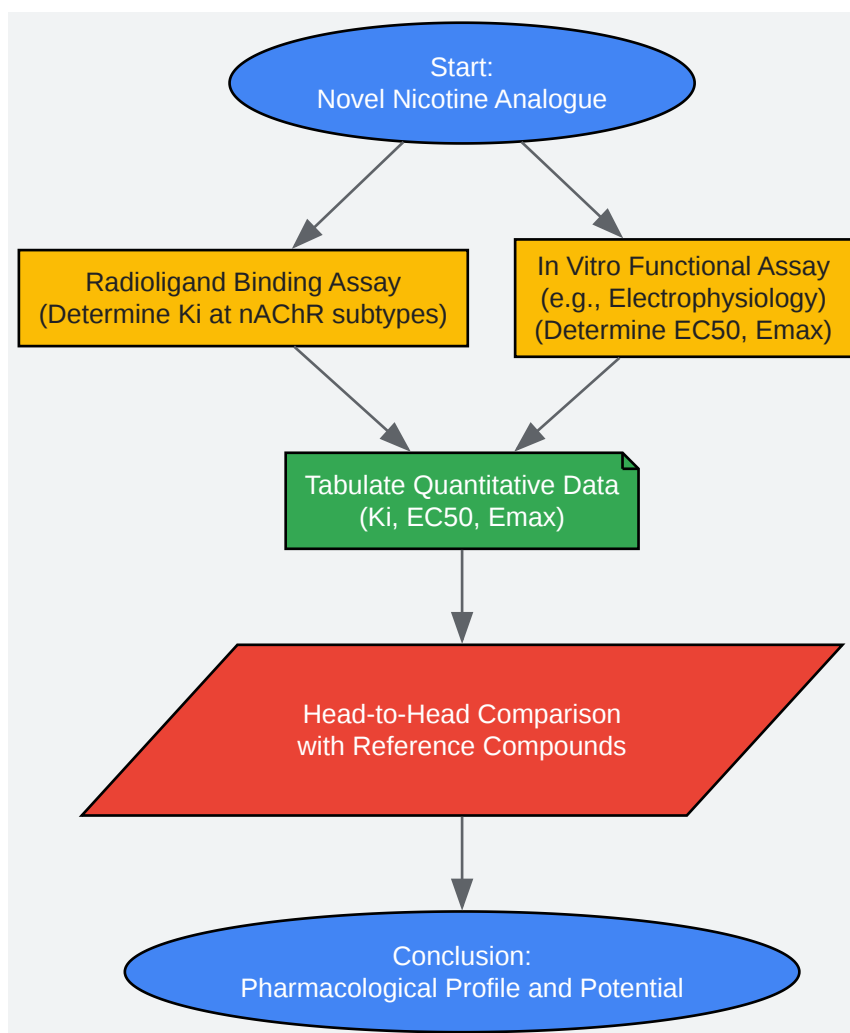 Start:
Novel Nicotine Analogue
Radioligand Binding Assay
(Determine Ki at nAChR subtypes)
In Vitro Functional Assay
(e.g., Electrophysiology)
(Determine EC50, Emax)
Tabulate Quantitative Data
(Ki, EC50, Emax)
Head-to-Head Comparison
with Reference Compounds
Conclusion:
Pharmacological Profile and Potential